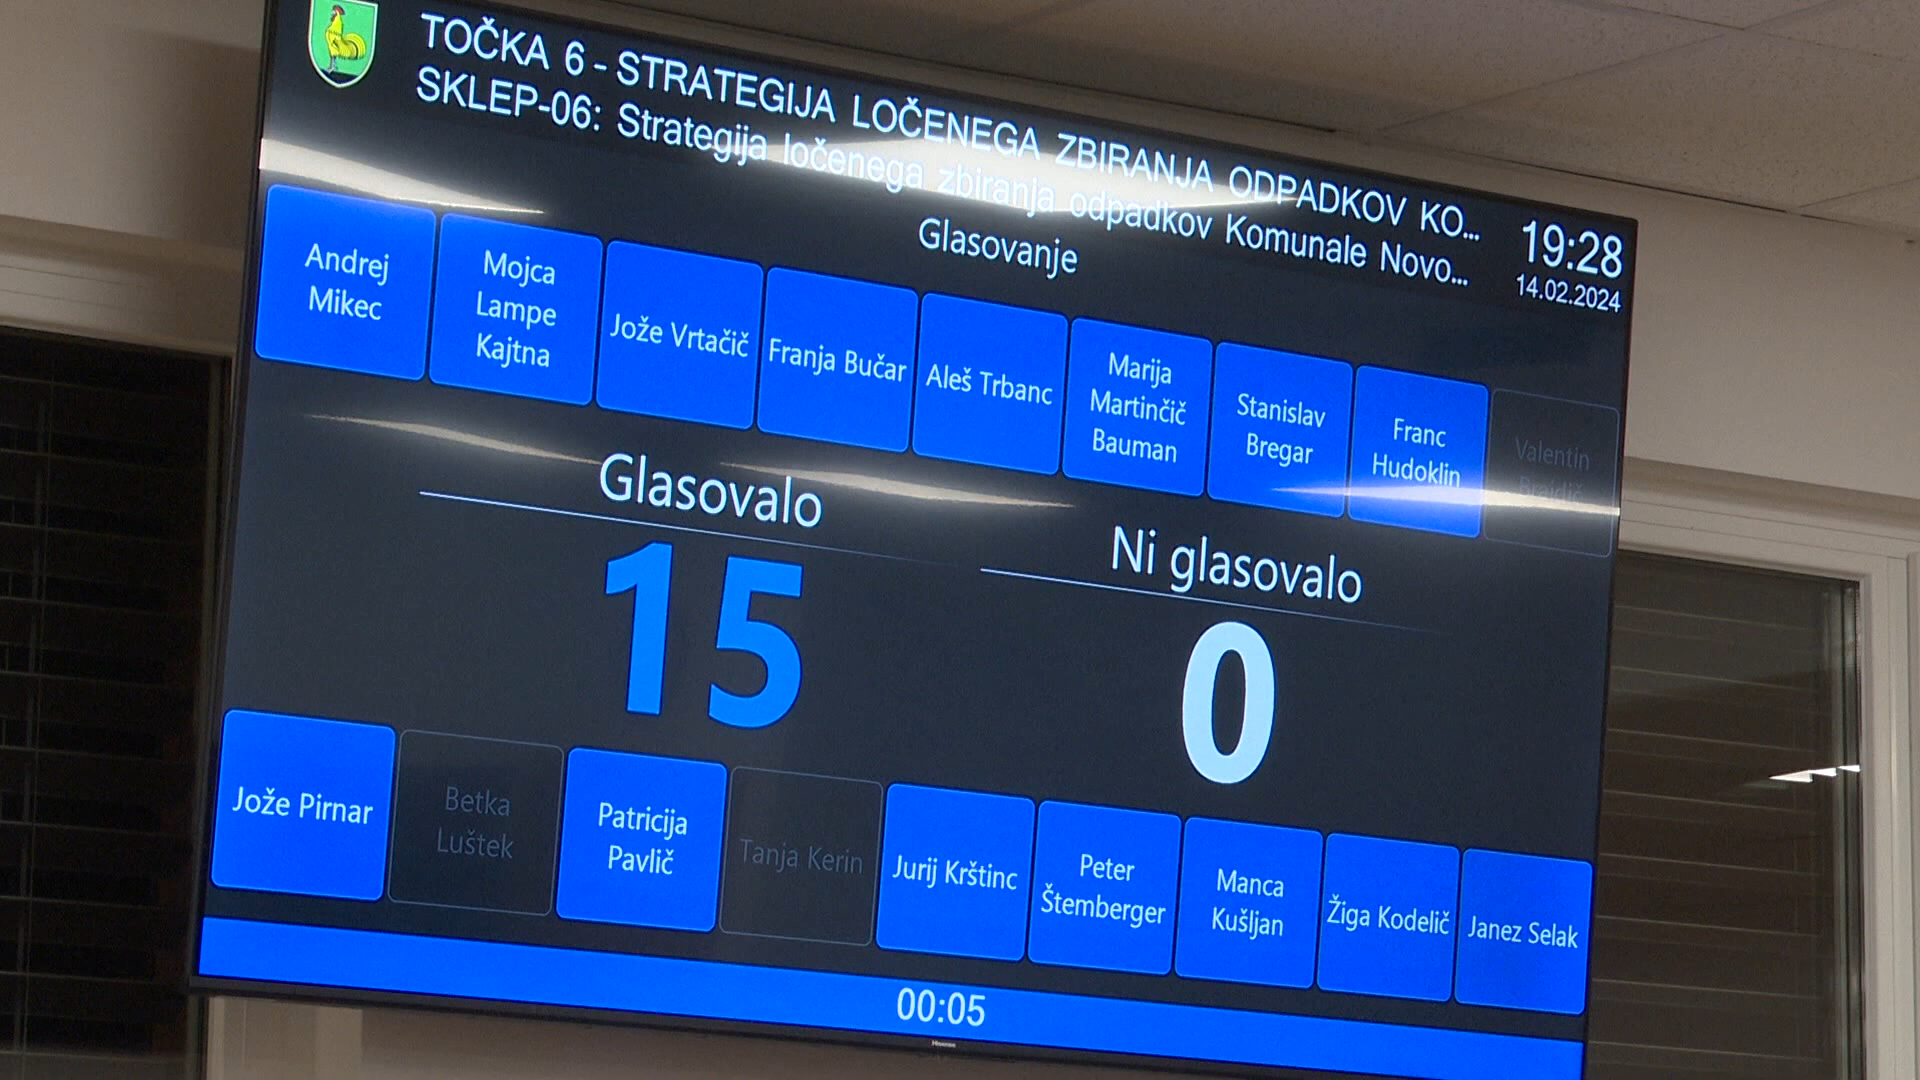 TOČKA 6 - STRATEGIJA LOČENEGA ZBIRANJA ODPADKOV KO...
SKLEP-06: Strategija ločenega zbiranja odpadkov Komunale Novo...
19:28
14.02.2024
Glasovanje
Andrej
Mikec
Mojca
Lampe
Kajtna
Jože Vrtačič
Franja Bučar
Aleš Trbanc
Marija
Martinčič
Bauman
Stanislav
Bregar
Franc
Hudoklin
Valentin
Glasovalo
15
Ni glasovalo
0
Jože Pirnar
Betka
Luštek
Patricija
Pavlič
Tanja Kerin
Jurij Krštinc
Peter
Štemberger
Manca
Kušljan
Žiga Kodelič
Janez Selak
00:05
Hisense